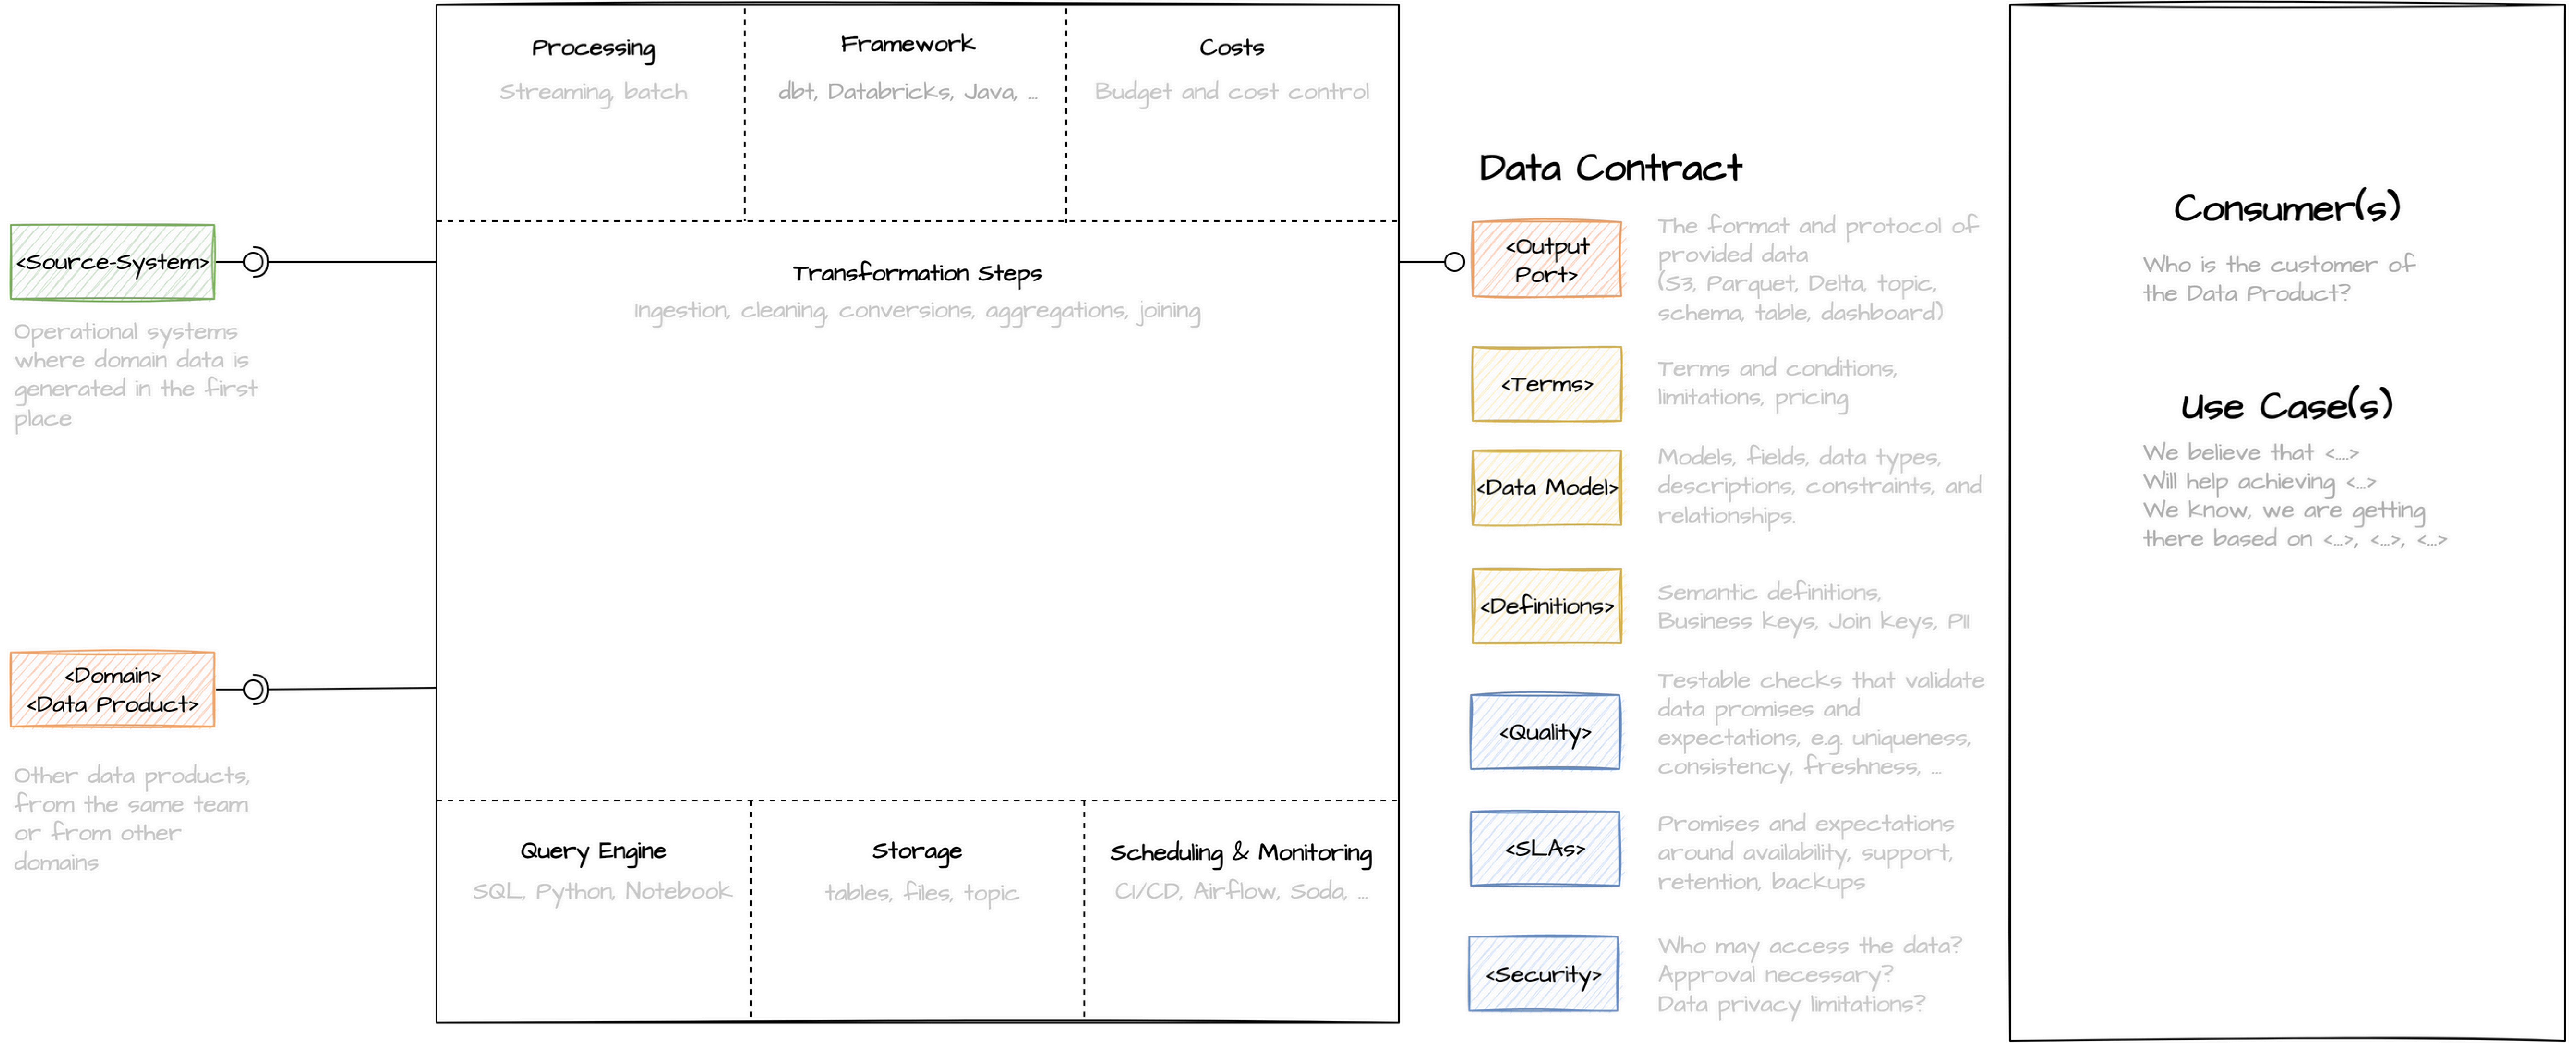 <Source-System>
Operational systems
where domain data is
generated in the first
place
<Domain>
<Data Product>
Other data products,
from the same team
or from other
domains
Processing
Streaming, batch
Framework
dbt, Databricks, Java, ...
Costs
Budget and cost control
Transformation Steps
Ingestion, cleaning, conversions, aggregations, joining
Query Engine
SQL, Python, Notebook
Storage
tables, files, topic
Scheduling & Monitoring
CI/CD, Airflow, Soda, ...
Data Contract
<Output
Port>
The format and protocol of
provided data
(S3, Parquet, Delta, topic,
schema, table, dashboard)
<Terms>
Terms and conditions,
limitations, pricing
<Data Model>
Models, fields, data types,
descriptions, constraints, and
relationships.
<Definitions>
Semantic definitions,
Business keys, Join keys, PII
<Quality>
Testable checks that validate
data promises and
expectations, e.g. uniqueness,
consistency, freshness, ...
<SLAs>
Promises and expectations
around availability, support,
retention, backups
<Security>
Who may access the data?
Approval necessary?
Data privacy limitations?
Consumer(s)
Who is the customer of
the Data Product?
Use Case(s)
We believe that <....>
Will help achieving <...>
We know, we are getting
there based on <...>, <...>, <...>